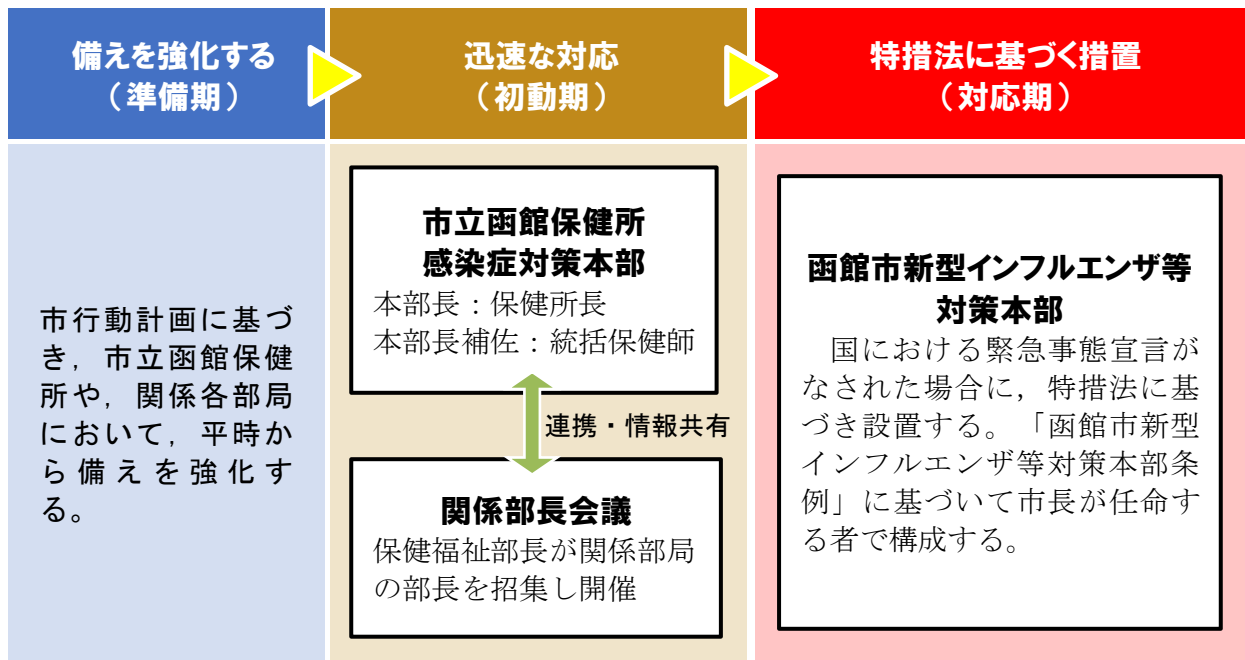 備えを強化する
(準備期)
迅速な対応
(初動期)
特措法に基づく措置
(対応期)
市行動計画に基づ
き，市立函館保健
所や，関係各部局
において，平時か
ら備えを強化す
る。
市立函館保健所
感染症対策本部
本部長：保健所長
本部長補佐：統括保健師
連携・情報共有
関係部長会議
保健福祉部長が関係部局
の部長を招集し開催
函館市新型インフルエンザ等
対策本部
国における緊急事態宣言が
なされた場合に，特措法に基
づき設置する。「函館市新型
インフルエンザ等対策本部条
例」に基づいて市長が任命す
る者で構成する。